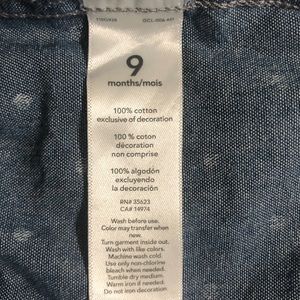 GCL-006-401
9
months/mois
100% cotton
exclusive of decoration
100 % coton
décoration
non comprise
100% algodón
excluyendo
la decoración
RN# 35623
CA# 14974
Wash before use.
Color may transfer when
new.
Turn garment inside out.
Wash with like colors.
Machine wash cold.
Use only non-chlorine
bleach when needed.
Tumble dry medium.
Warm iron if needed.
Do not iron decoration